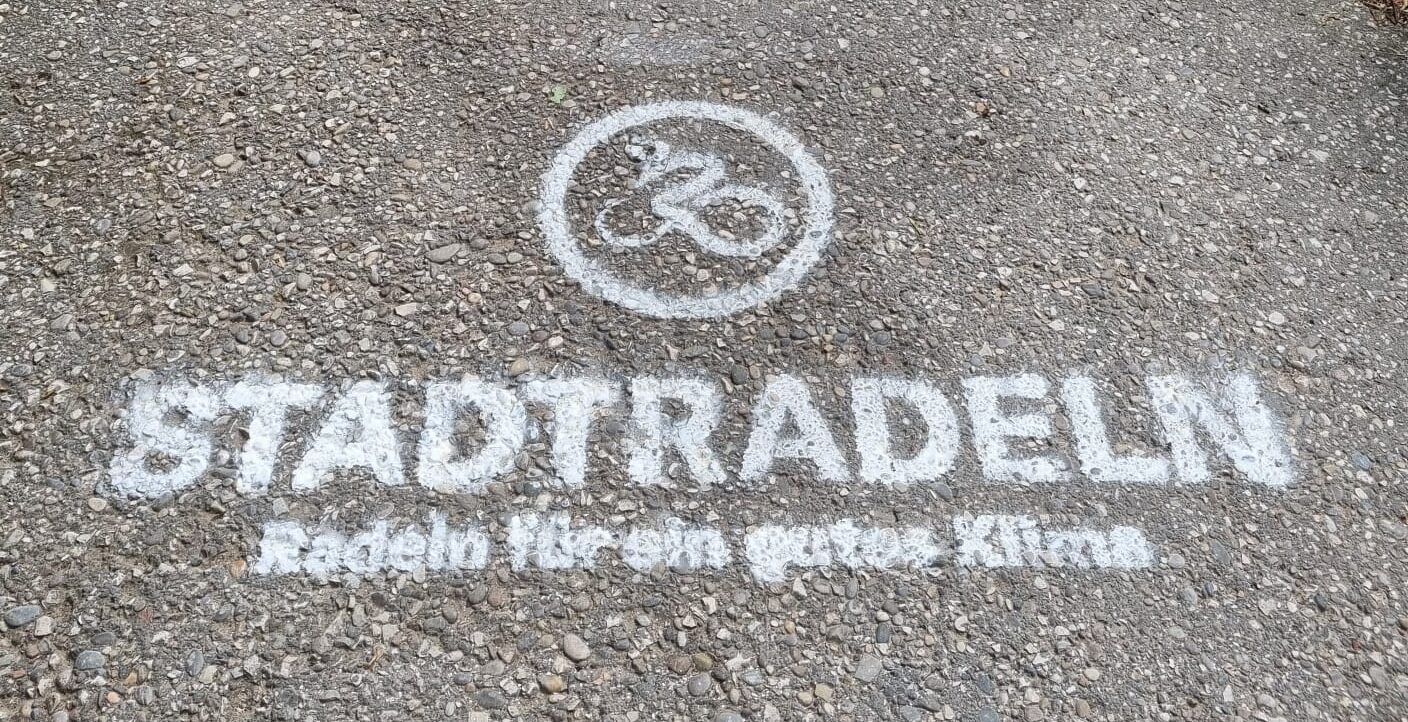 STADTRADELN
Radeln für ein gutes Klima